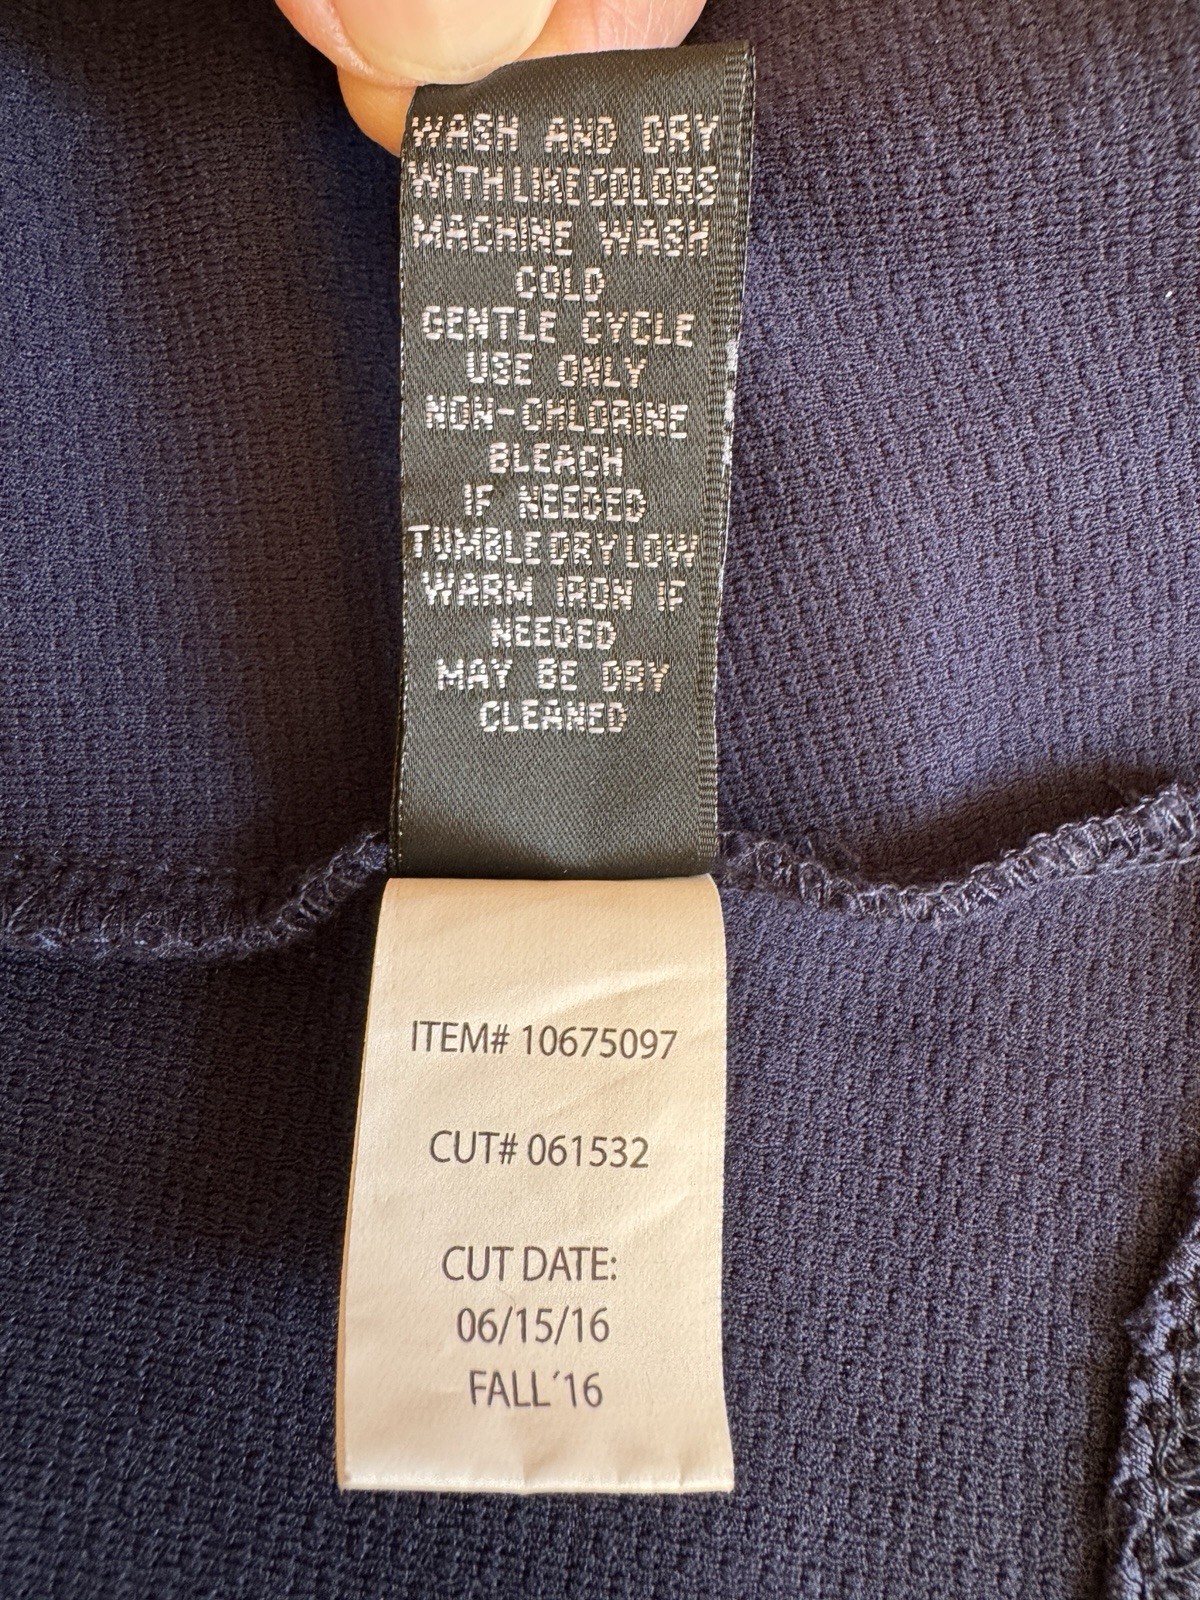 WASH AND DRY
WITH LIKE COLORS
MACHINE WASH
COLD
GENTLE CYCLE
USE ONLY
NON-CHLORINE
BLEACH
IF NEEDED
TUMBLE DRY LOW
WARM IRON IF
NEEDED
MAY BE DRY
CLEANED
ITEM# 10675097
CUT# 061532
CUT DATE:
06/15/16
FALL´16